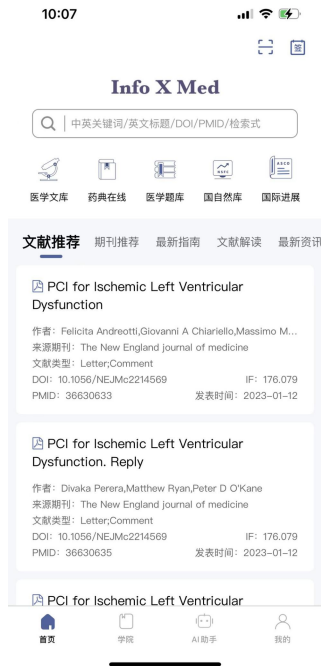 10:07
Info X Med
中英关键词/英文标题/DOI/PMID/检索式
医学文库 药典在线 医学题库 国自然库 国际进展
文献推荐 期刊推荐 最新指南 文献解读 最新资讯
PCI for Ischemic Left Ventricular
Dysfunction
作者：Felicita Andreotti,Giovanni A Chiariello,Massimo M...
来源期刊：The New England journal of medicine
文献类型：Letter;Comment
DOI：10.1056/NEJMc2214569 IF：176.079
PMID：36630633 发表时间：2023-01-12
PCI for Ischemic Left Ventricular
Dysfunction. Reply
作者：Divaka Perera,Matthew Ryan,Peter D O'Kane
来源期刊：The New England journal of medicine
文献类型：Letter;Comment
DOI：10.1056/NEJMc2214569 IF：176.079
PMID：36630635 发表时间：2023-01-12
PCI for Ischemic Left Ventricular
首页 学院 AI助手 我的